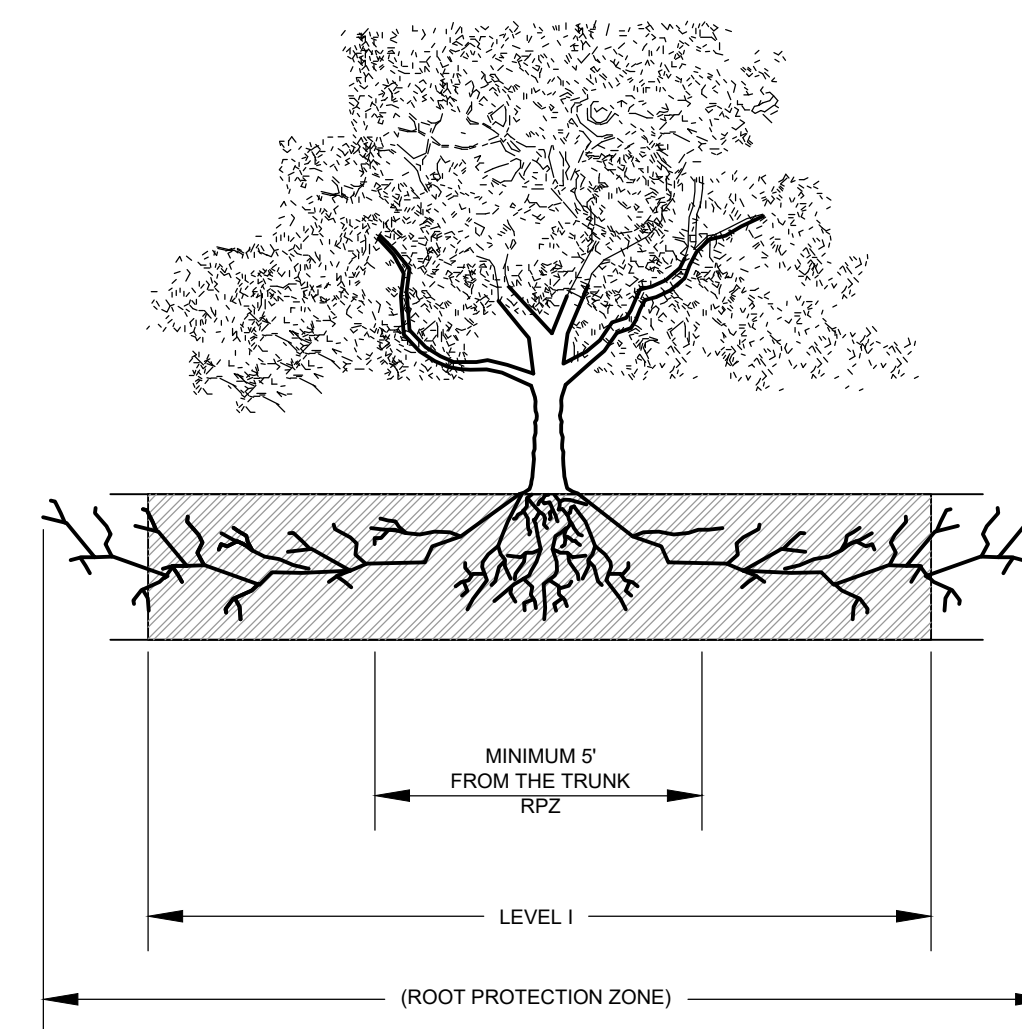 MINIMUM 5'
FROM THE TRUNK
RPZ
LEVEL I
(ROOT PROTECTION ZONE)